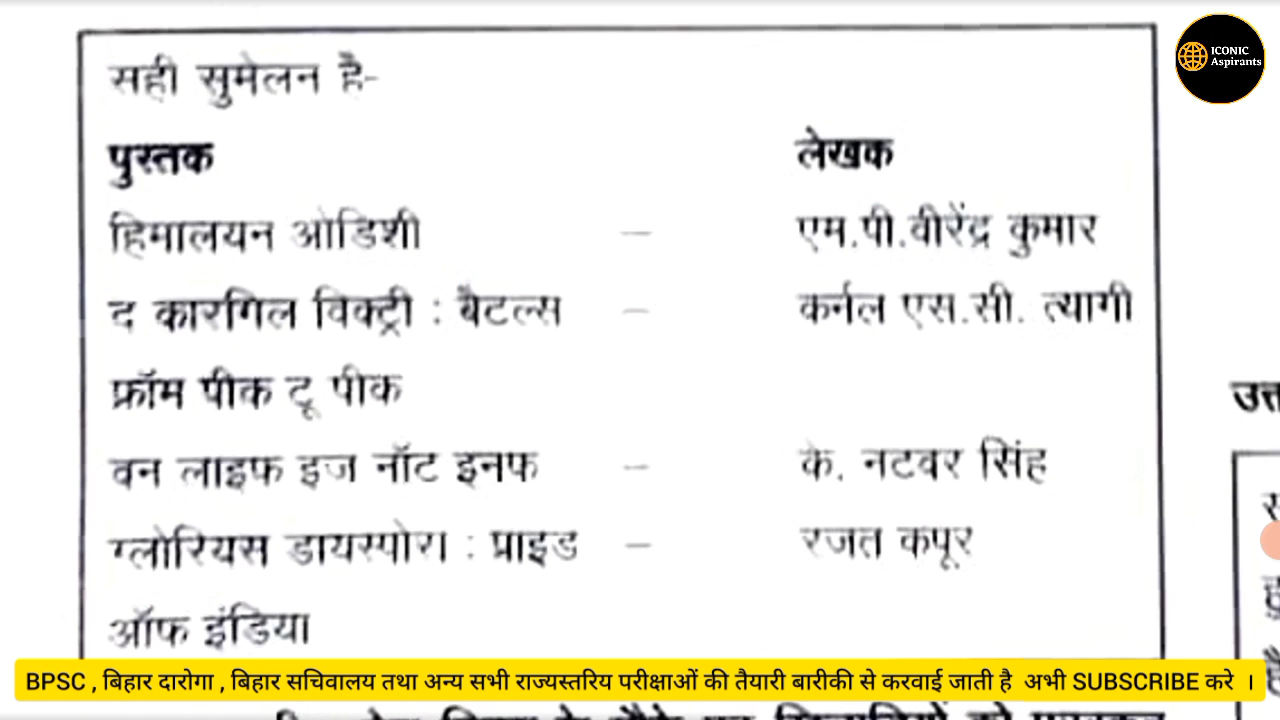 ICONIC
Aspirants
सही सुमेलन है-
पुस्तक लेखक
हिमालयन ओडिशी – एम.पी.वीरेंद्र कुमार
द कारगिल विक्ट्री : बैटल्स – कर्नल एस.सी. त्यागी
फ्रॉम पीक टू पीक
वन लाइफ इज नॉट इनफ – के. नटवर सिंह
ग्लोरियस डायस्पोरा : प्राइड – रजत कपूर
ऑफ इंडिया
BPSC , बिहार दारोगा , बिहार सचिवालय तथा अन्य सभी राज्यस्तरिय परीक्षाओं की तैयारी बारीकी से करवाई जाती है अभी SUBSCRIBE करे ।